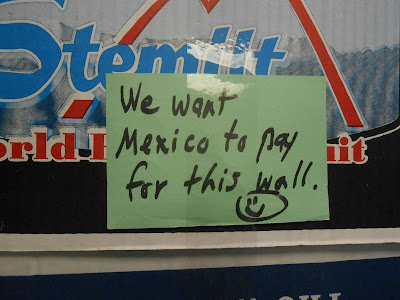 Stemilt
We want
Mexico to pay
for this wall.